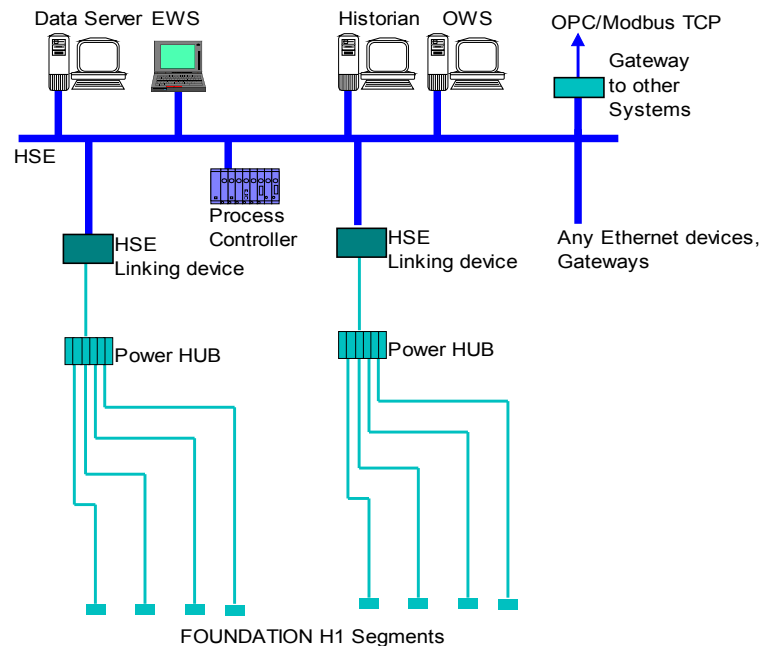 Data Server
EWS
Historian
OWS
OPC/Modbus TCP
Gateway
to other
Systems
HSE
Process
Controller
HSE
Linking device
HSE
Linking device
Any Ethernet devices,
Gateways
Power HUB
Power HUB
FOUNDATION H1 Segments